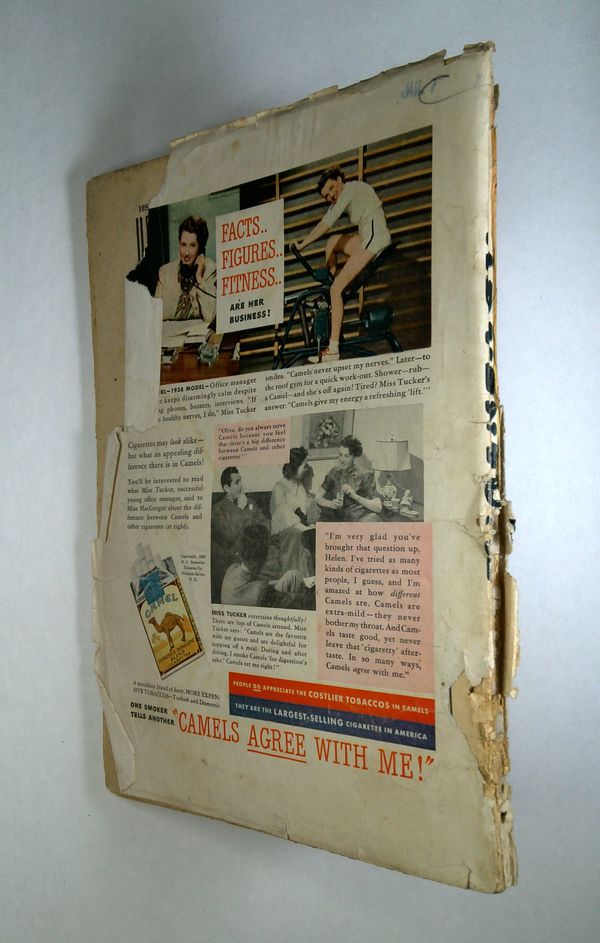 FACTS..
FIGURES..
FITNESS..
ARE HER
BUSINESS!
1938 MODEL—Office manager
keeps disarmingly calm despite
phones, buzzers, interviews. "If
healthy nerves, I do," Miss Tucker
smiles. "Camels never upset my nerves." Later—to
the roof gym for a quick work-out. Shower—rub—
a Camel—and she's off again! Tired? Miss Tucker's
answer: "Camels give my energy a refreshing 'lift.'"
Cigarettes may look alike—
but what an appealing dif-
ference there is in Camels!
You'll be interested to read
what Miss Tucker, successful
young office manager, said to
Miss MacGregor about the dif-
ference between Camels and
other cigarettes (at right).
"Olive, do you always serve
Camels because you feel
that there's a big difference
between Camels and other
cigarettes?"
"I'm very glad you've
brought that question up,
Helen. I've tried as many
kinds of cigarettes as most
people, I guess, and I'm
amazed at how different
Camels are. Camels are
extra-mild—they never
bother my throat. And Cam-
els taste good, yet never
leave that 'cigaretty' after-
taste. In so many ways,
Camels agree with me."
Copyright, 1938
R. J. Reynolds
Tobacco Co.
Winston-Salem,
N. C.
CAMEL
MISS TUCKER entertains thoughtfully!
There are lots of Camels around. Miss
Tucker says: "Camels are the favorite
with my guests and are delightful for
topping off a meal. During and after
dining, I smoke Camels 'for digestion's
sake.' Camels set me right!"
A matchless blend of finer, MORE EXPEN-
SIVE TOBACCOS—Turkish and Domestic
PEOPLE DO APPRECIATE THE COSTLIER TOBACCOS IN CAMELS
THEY ARE THE LARGEST-SELLING CIGARETTE IN AMERICA
ONE SMOKER
TELLS ANOTHER
"CAMELS AGREE WITH ME!"